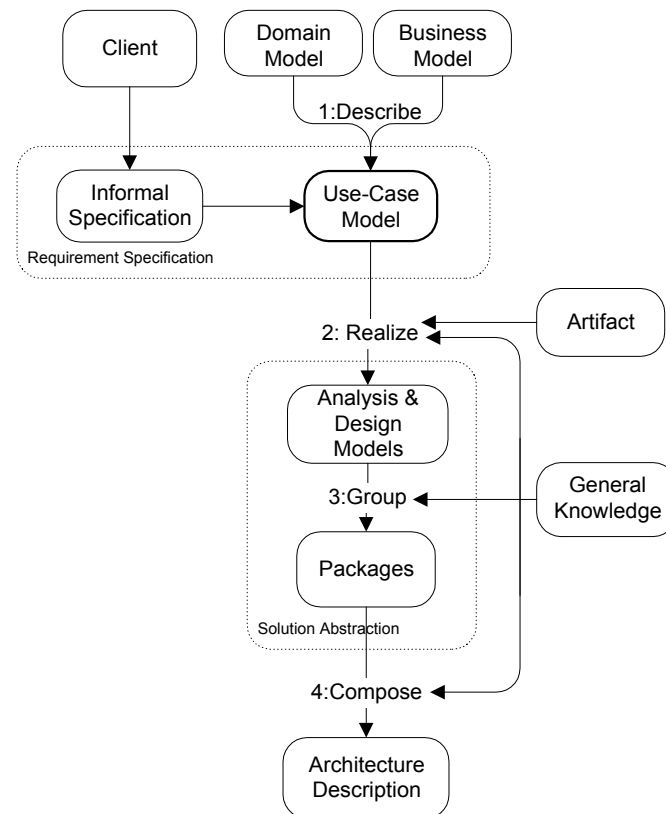 Client
Domain
Model
Business
Model
1:Describe
Informal
Specification
Use-Case
Model
Requirement Specification
2: Realize
Artifact
Analysis &
Design
Models
3:Group
General
Knowledge
Packages
Solution Abstraction
4:Compose
Architecture
Description